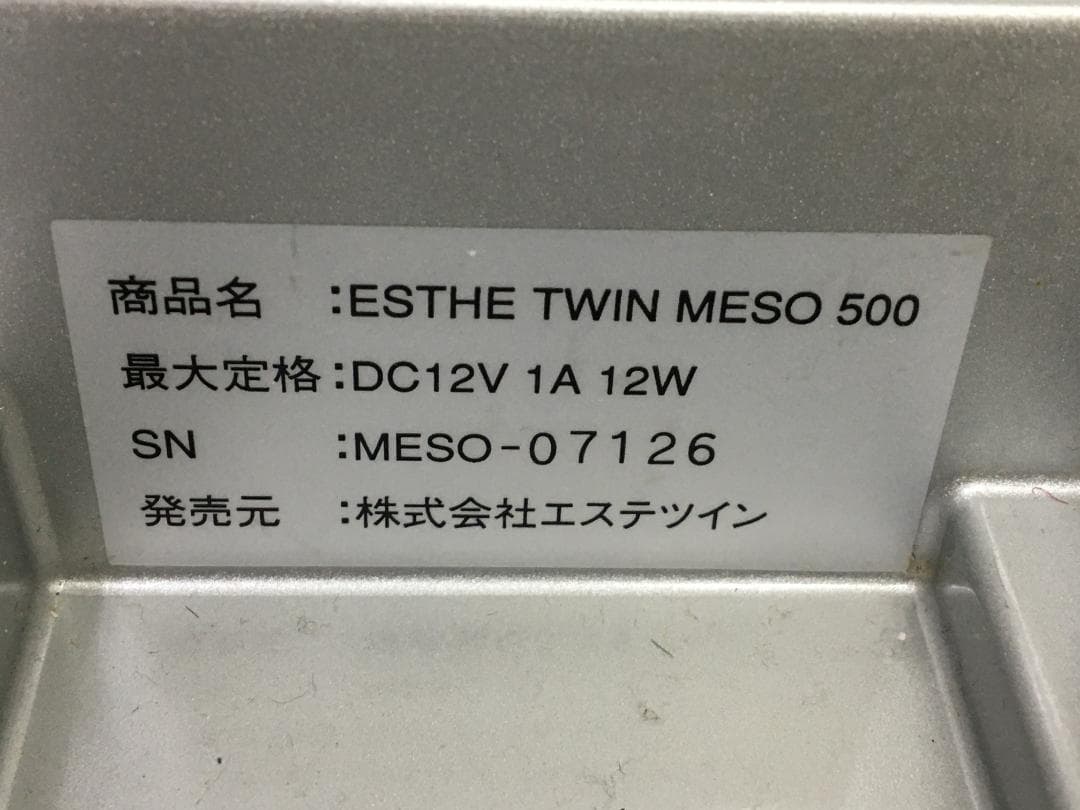 商品名 :ESTHE TWIN MESO 500
最大定格:DC12V 1A 12W
SN :MESO-07126
発売元 :株式会社エステツイン